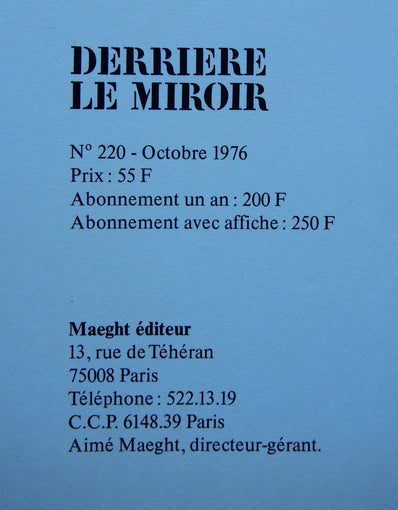 DERRIERE
LE MIROIR
Nº 220 - Octobre 1976
Prix : 55 F
Abonnement un an : 200 F
Abonnement avec affiche : 250 F
Maeght éditeur
13, rue de Téhéran
75008 Paris
Téléphone : 522.13.19
C.C.P. 6148.39 Paris
Aimé Maeght, directeur-gérant.